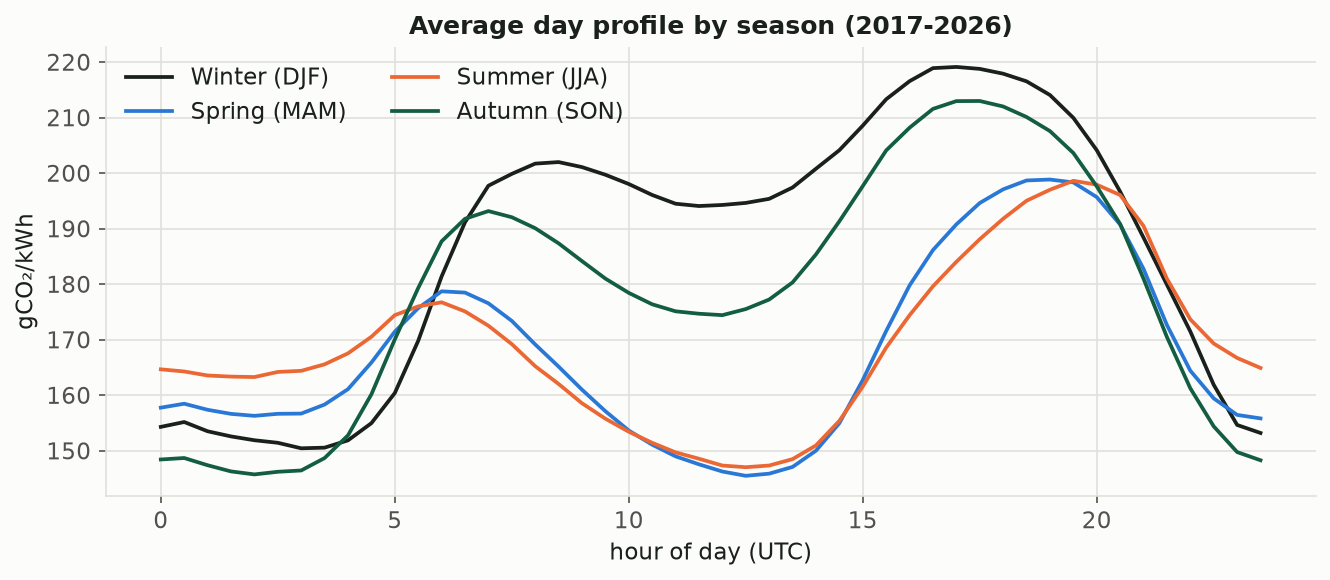 Average day profile by season (2017-2026)
Winter (DJF)
Spring (MAM)
Summer (JJA)
Autumn (SON)
gCO₂/kWh
220
210
200
190
180
170
160
150
0 5 10 15 20
hour of day (UTC)